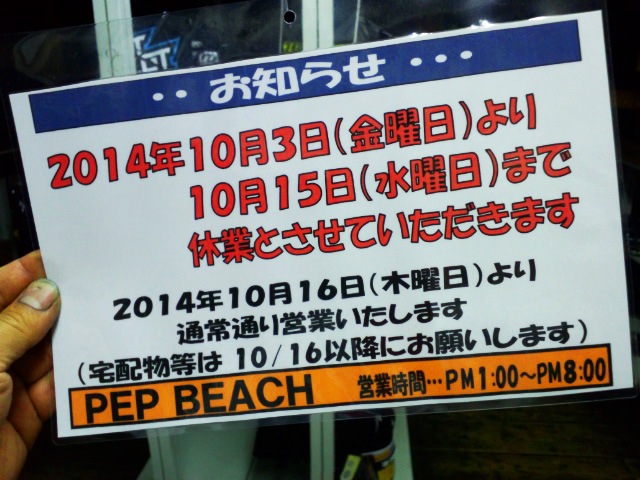 ・・ お知らせ ・・・
2014年10月3日(金曜日)より
10月15日(水曜日)まで
休業とさせていただきます
2014年10月16日(木曜日)より
通常通り営業いたします
(宅配物等は 10/16以降にお願いします)
PEP BEACH 営業時間…PM1:00～PM8:00